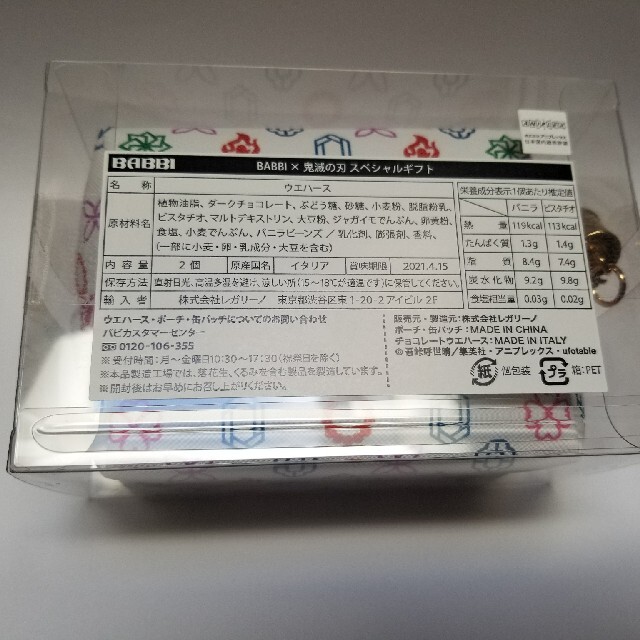 BABBI
BABBI × 鬼滅の刃 スペシャルギフト
名 称 ウエハース
原材料名 植物油脂、ダークチョコレート、ぶどう糖、砂糖、小麦粉、脱脂粉乳、
ピスタチオ、マルトデキストリン、大豆粉、ジャガイモでんぷん、卵黄粉、
食塩、小麦でんぷん、バニラビーンズ／乳化剤、膨張剤、香料、
(一部に小麦・卵・乳成分・大豆を含む)
内容量 2個 原産国名 イタリア 賞味期限 2021.4.15
保存方法 直射日光、高温多湿を避け、涼しい所(15～18℃が適温です)に保存してください。
輸入者 株式会社レガリーノ 東京都渋谷区東1-20-2アイビル2F
栄養成分表示1個あたり推定値
バニラ ピスタチオ
熱量 119kcal 113kcal
たんぱく質 1.3g 1.4g
脂質 8.4g 7.4g
炭水化物 9.2g 9.8g
食塩相当量 0.03g 0.02g
ウエハース・ポーチ・缶バッチについてのお問い合わせ
バビカスタマーセンター
0120-106-355
※受付時間:月～金曜日10:30～17:30(祝祭日を除く)
※本品製造工場では、落花生、くるみを含む製品を製造しています。
※開封後はお早めにお召し上がりください。
販売元・製造元:株式会社レガリーノ
ポーチ・缶バッチ:MADE IN CHINA
チョコレートウエハース:MADE IN ITALY
©吾峠呼世晴／集英社・アニプレックス・ufotable
紙 個包装 プラ 箱:PET